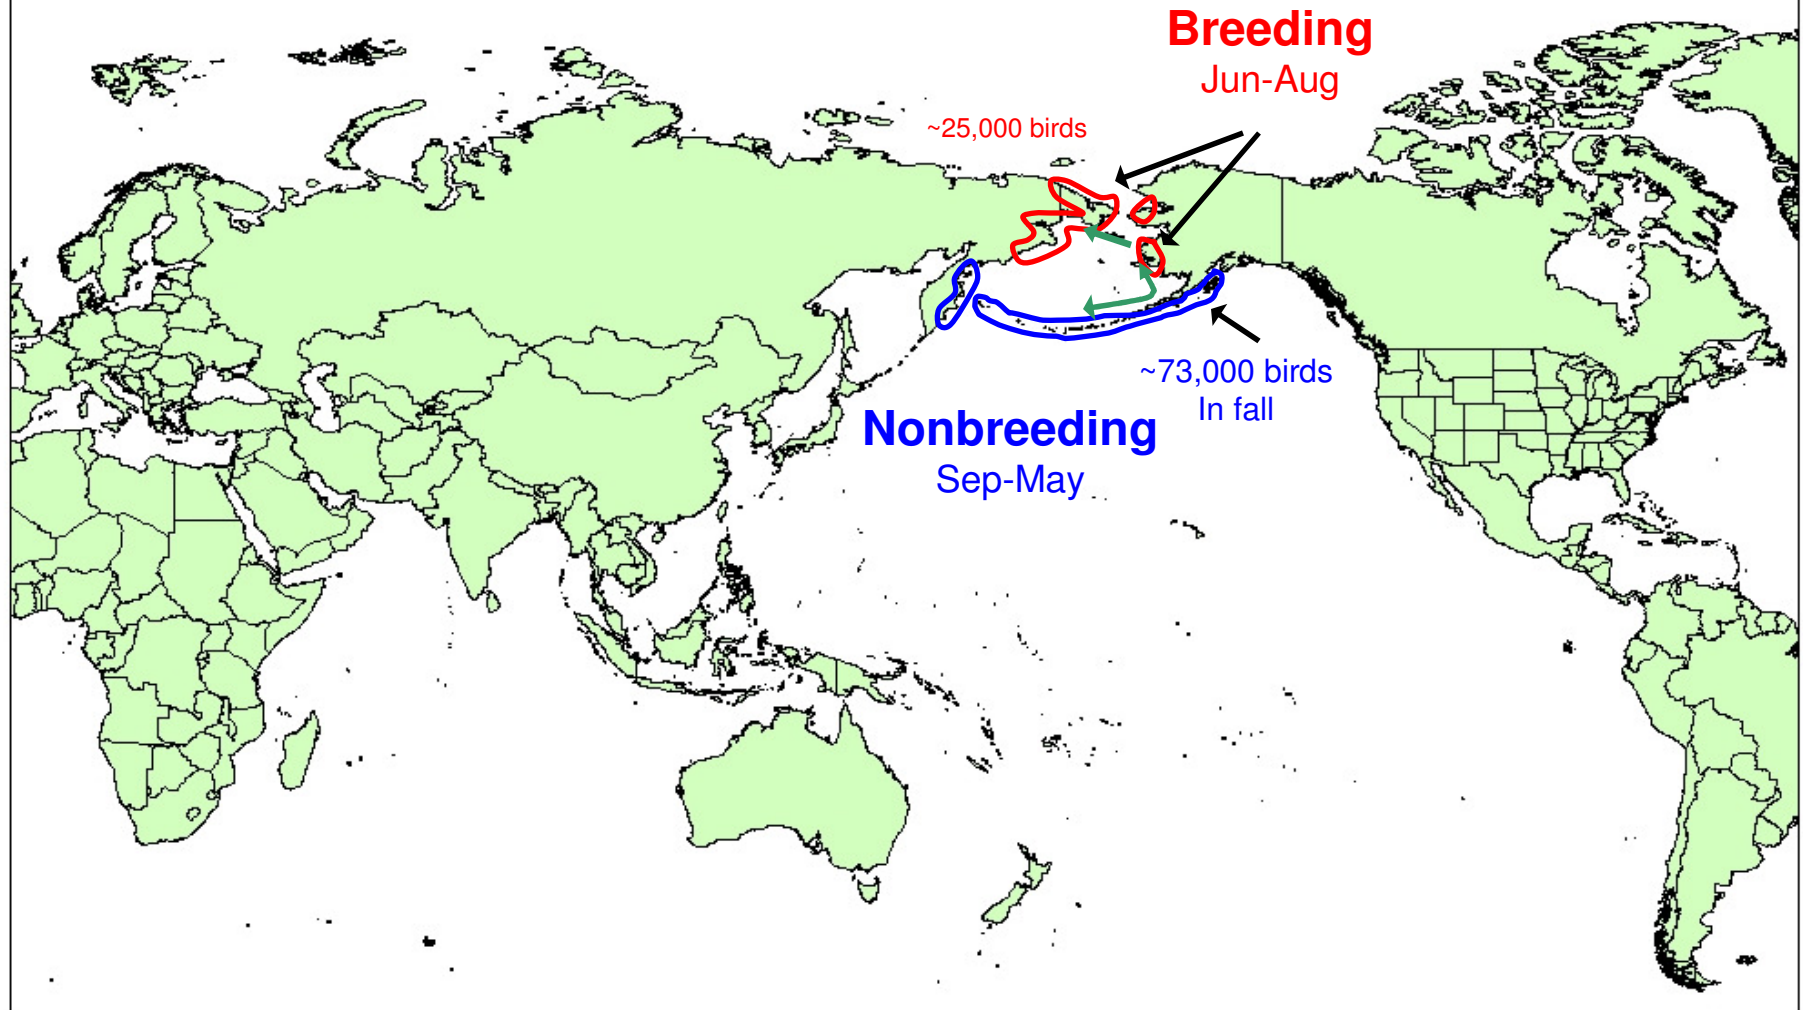 Breeding
Jun-Aug
~25,000 birds
~73,000 birds
In fall
Nonbreeding
Sep-May